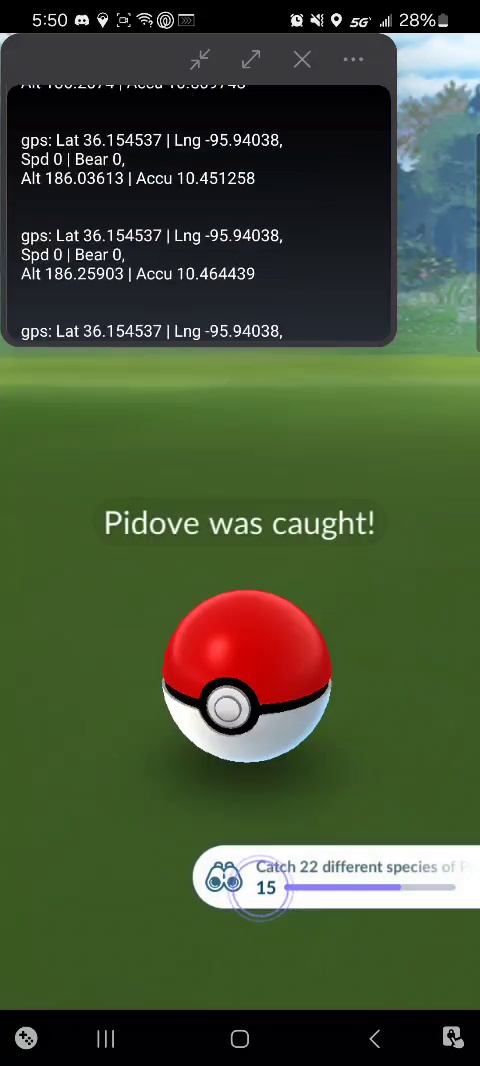 5:50
5G
28%
gps: Lat 36.154537 | Lng -95.94038,
Spd 0 | Bear 0,
Alt 186.03613 | Accu 10.451258
gps: Lat 36.154537 | Lng -95.94038,
Spd 0 | Bear 0,
Alt 186.25903 | Accu 10.464439
gps: Lat 36.154537 | Lng -95.94038,
Pidove was caught!
Catch 22 different species of
15